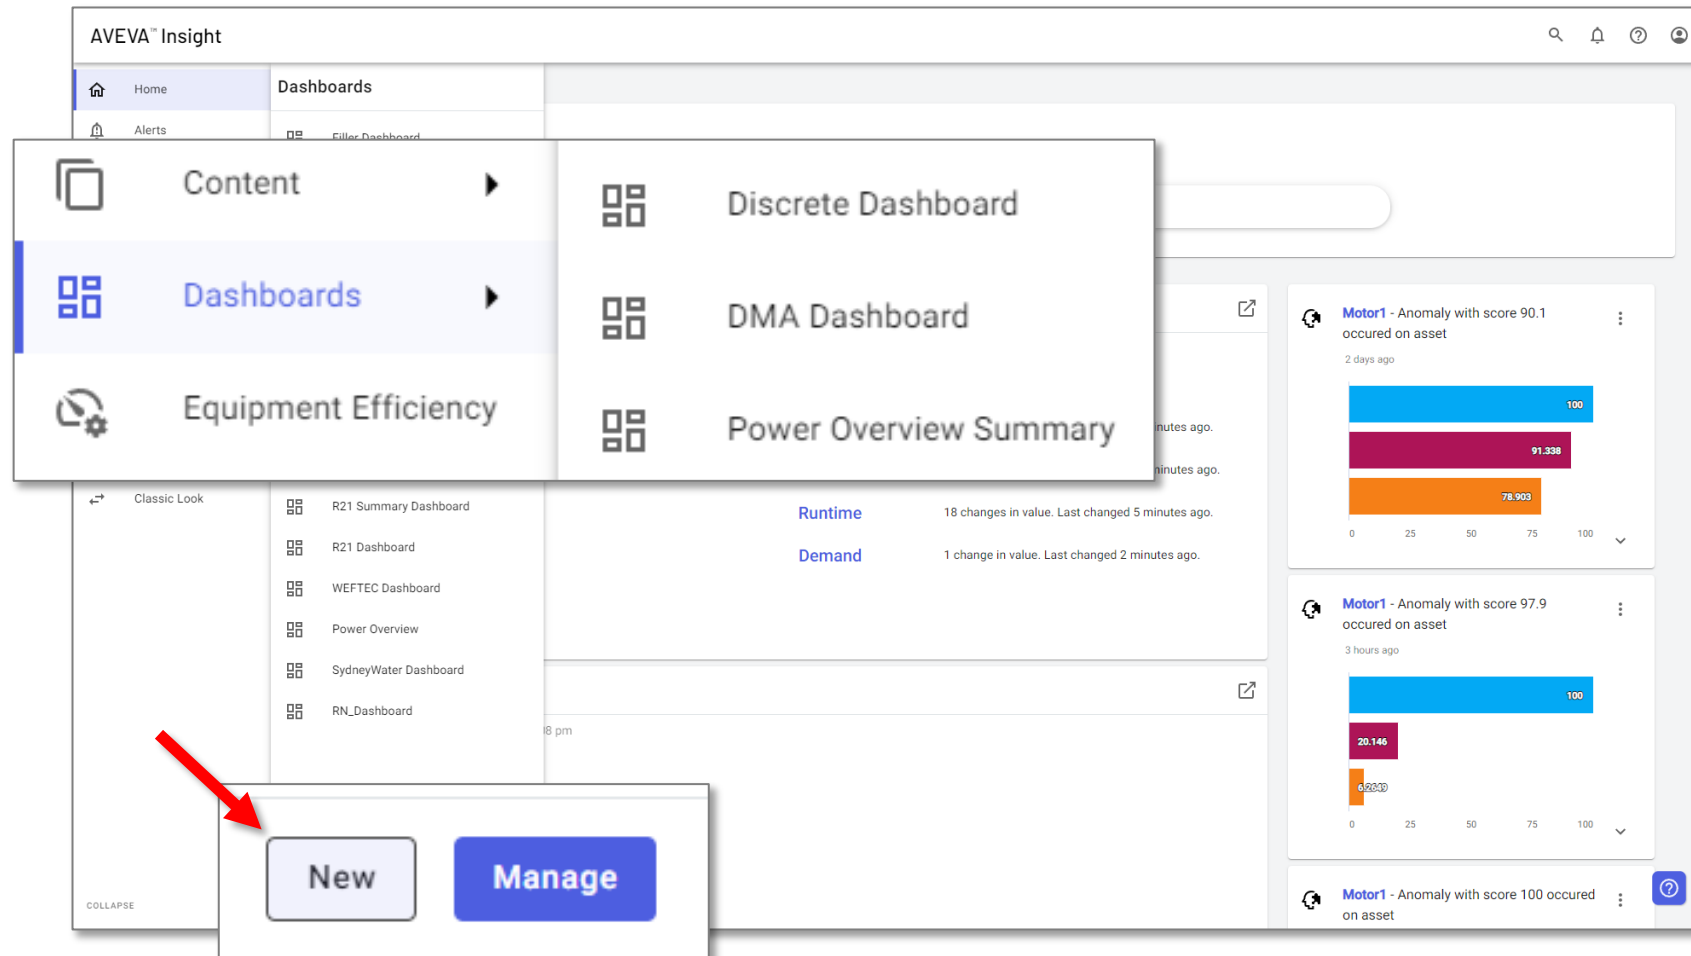 AVEVA™ Insight
Home
Alerts
Dashboards
Filler Dashboard
Content
Dashboards
Equipment Efficiency
Discrete Dashboard
DMA Dashboard
Power Overview Summary
Classic Look
R21 Summary Dashboard
R21 Dashboard
WEFTEC Dashboard
Power Overview
SydneyWater Dashboard
RN_Dashboard
COLLAPSE
New
Manage
inutes ago.
ninutes ago.
Runtime 18 changes in value. Last changed 5 minutes ago.
Demand 1 change in value. Last changed 2 minutes ago.
8 pm
Motor1 - Anomaly with score 90.1
occured on asset
2 days ago
100
91.338
78.903
0 25 50 75 100
Motor1 - Anomaly with score 97.9
occured on asset
3 hours ago
100
20.146
6.2649
0 25 50 75 100
Motor1 - Anomaly with score 100 occured
on asset